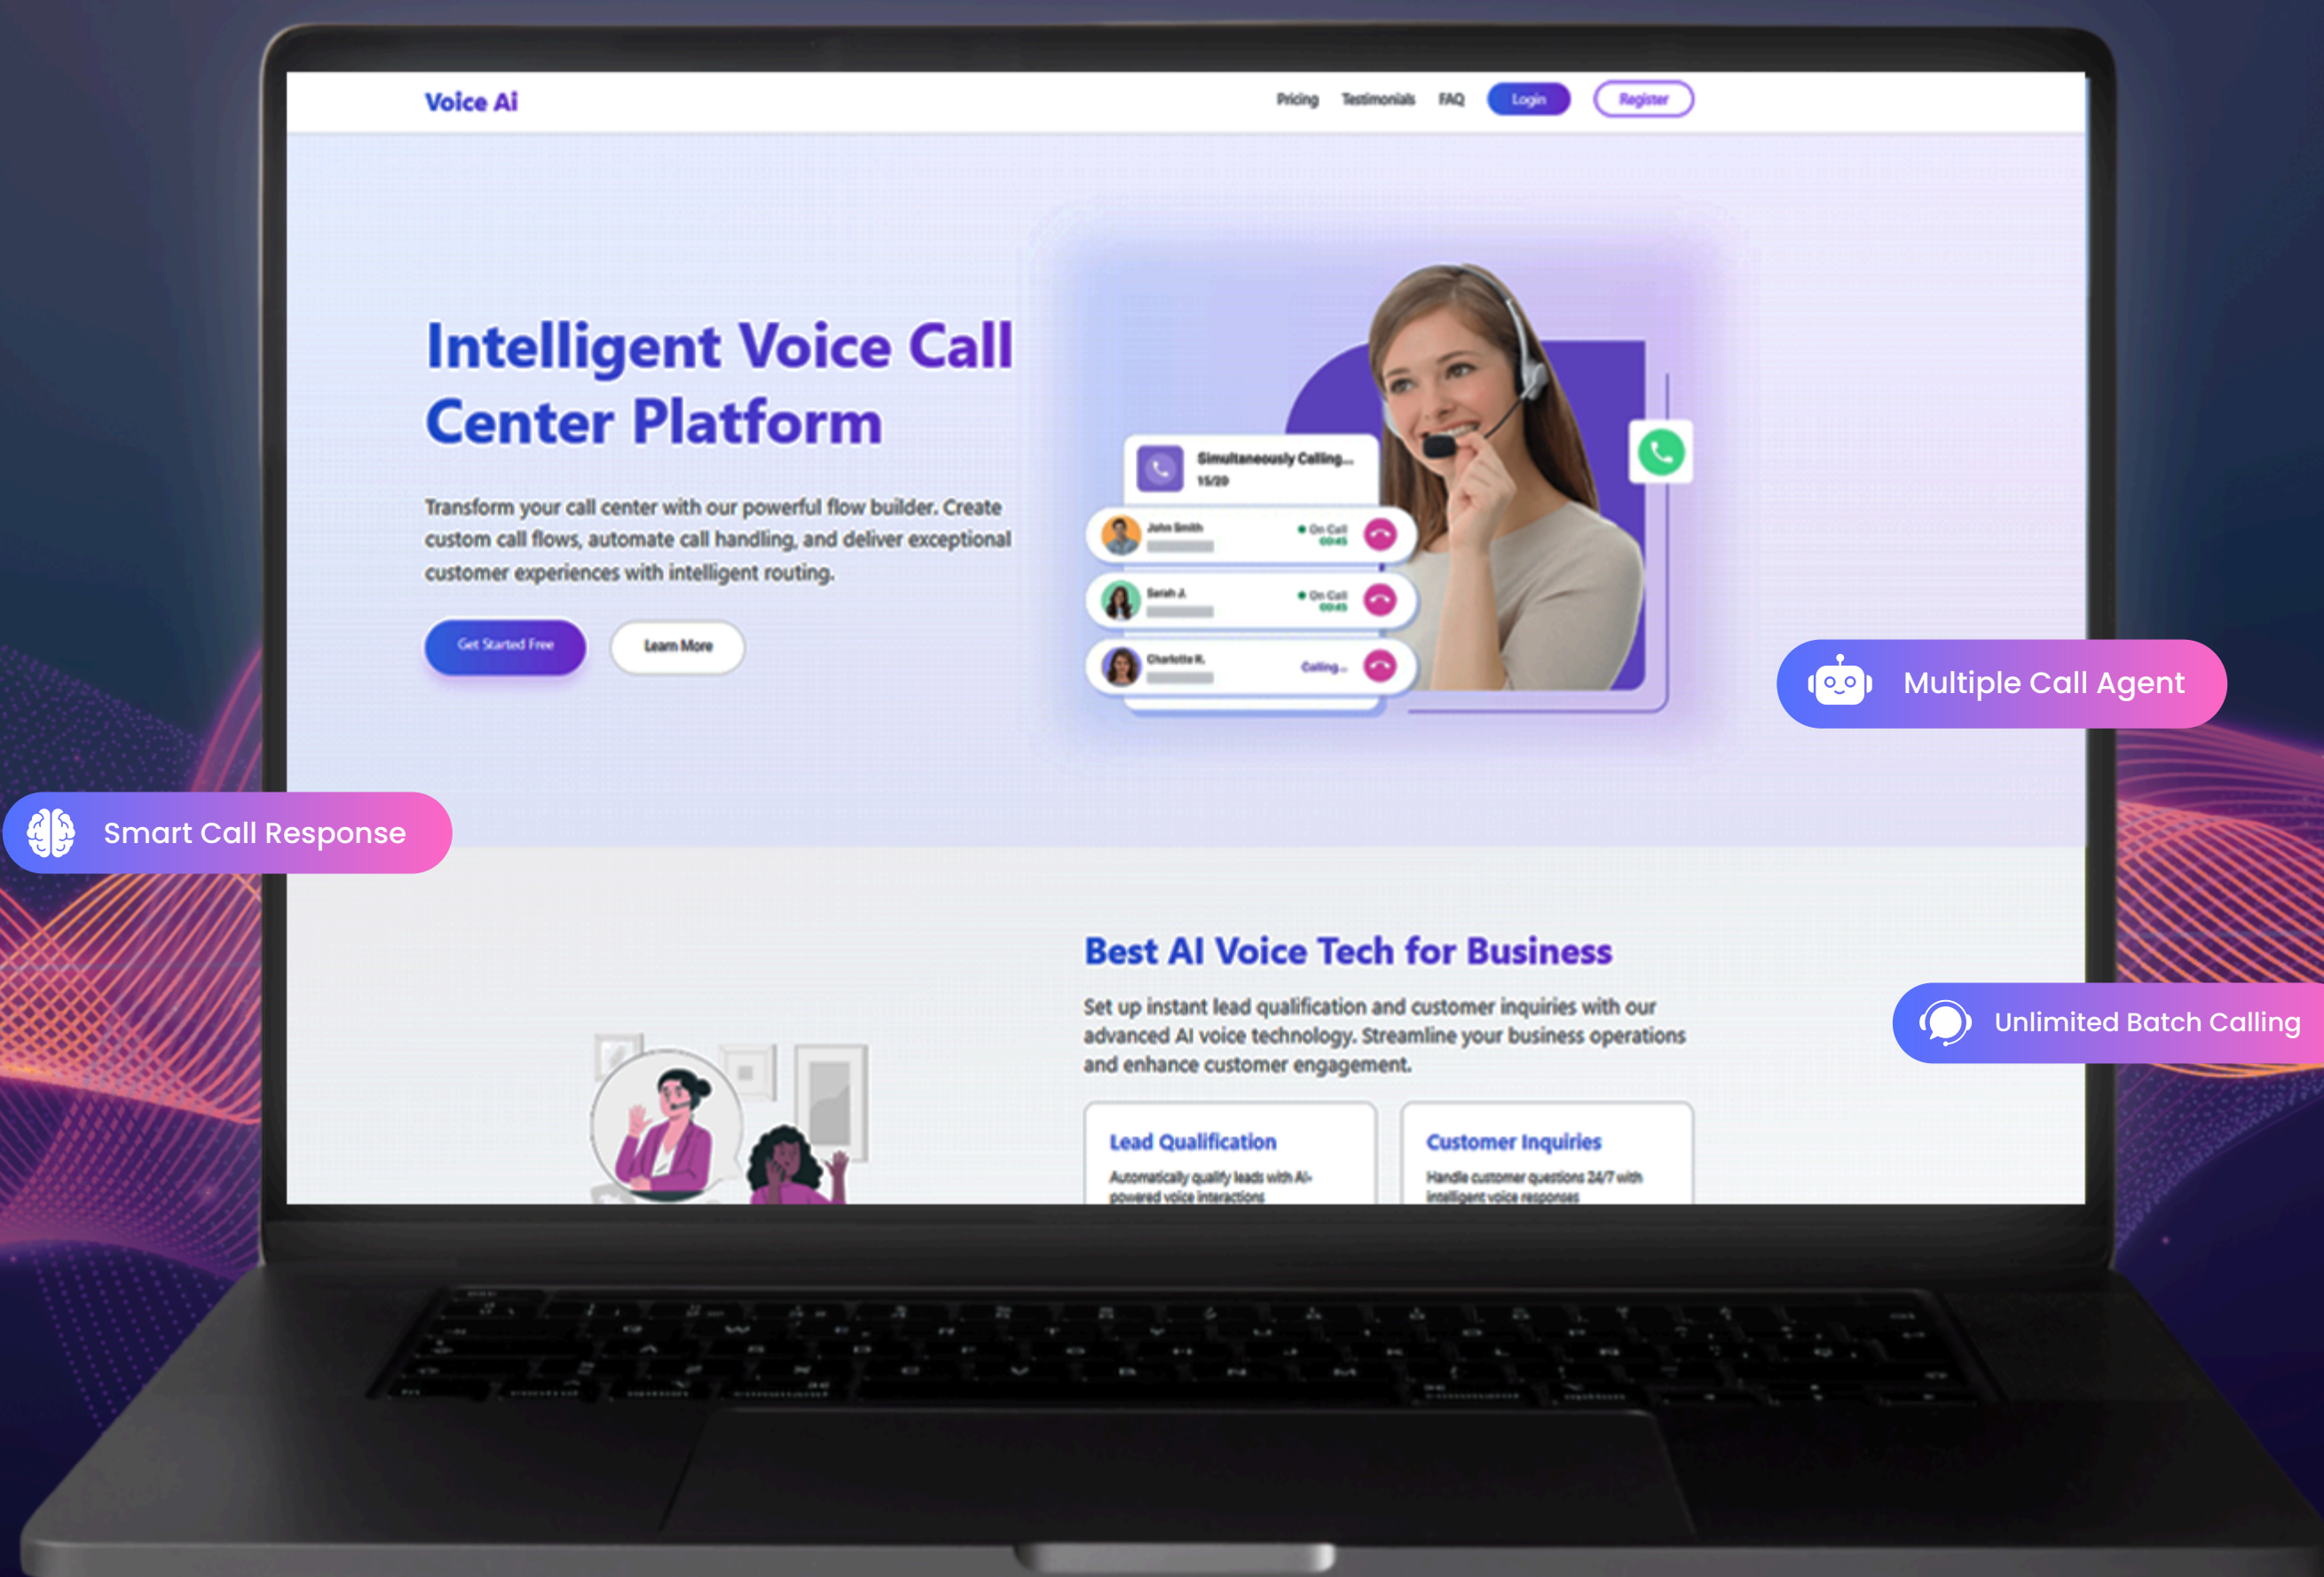 Voice Ai
Pricing
Testimonials
FAQ
Login
Register
Intelligent Voice Call
Center Platform
Transform your call center with our powerful flow builder. Create
custom call flows, automate call handling, and deliver exceptional
customer experiences with intelligent routing.
Get Started Free
Learn More
Simultaneously Calling...
15/20
John Smith
On Call
00:45
Sarah J.
On Call
00:45
Charlotte R.
Calling...
Multiple Call Agent
Smart Call Response
Best AI Voice Tech for Business
Set up instant lead qualification and customer inquiries with our
advanced AI voice technology. Streamline your business operations
and enhance customer engagement.
Unlimited Batch Calling
Lead Qualification
Automatically qualify leads with AI-
powered voice interactions
Customer Inquiries
Handle customer questions 24/7 with
intelligent voice responses